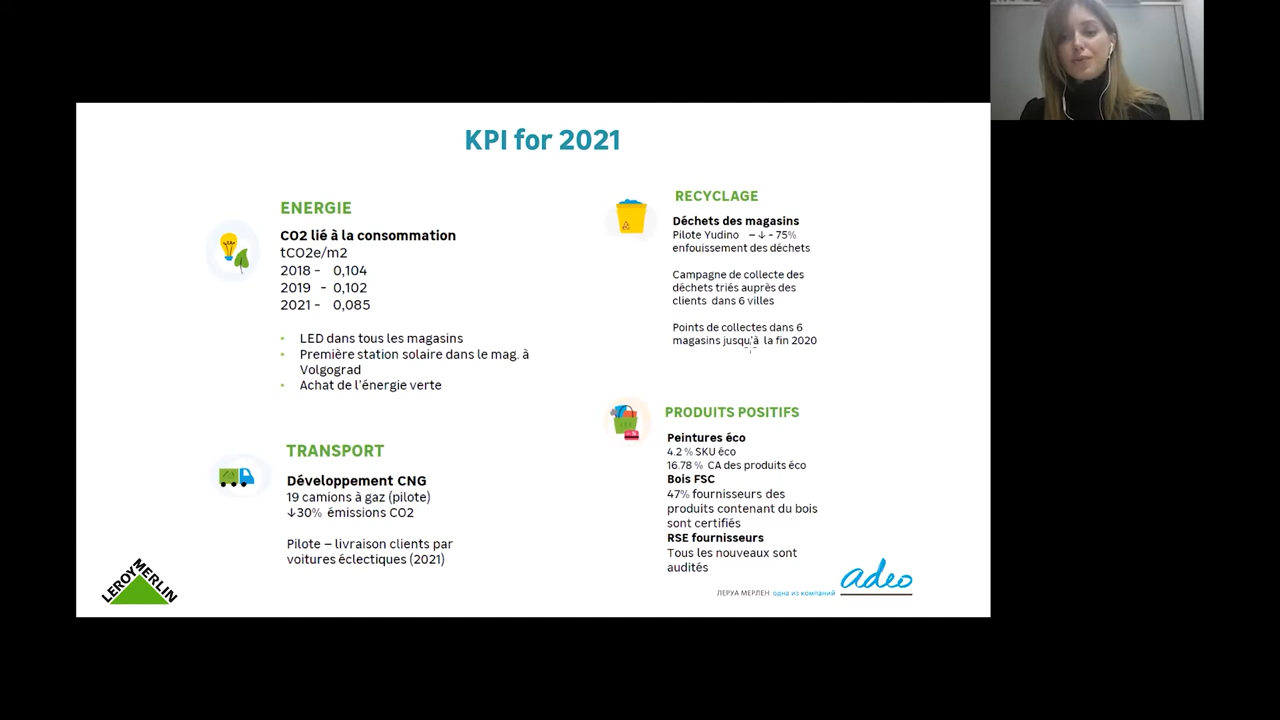 KPI for 2021
ENERGIE
CO2 lié à la consommation
tCO2e/m2
2018 - 0,104
2019 - 0,102
2021 - 0,085
• LED dans tous les magasins
• Première station solaire dans le mag. à
Volgograd
• Achat de l'énergie verte
TRANSPORT
Développement CNG
19 camions à gaz (pilote)
↓30% émissions CO2
Pilote – livraison clients par
voitures éclectiques (2021)
RECYCLAGE
Déchets des magasins
Pilote Yudino – ↓ - 75%
enfouissement des déchets
Campagne de collecte des
déchets triés auprès des
clients dans 6 villes
Points de collectes dans 6
magasins jusqu'à la fin 2020
PRODUITS POSITIFS
Peintures éco
4.2 % SKU éco
16.78 % CA des produits éco
Bois FSC
47% fournisseurs des
produits contenant du bois
sont certifiés
RSE fournisseurs
Tous les nouveaux sont
audités
LEROY MERLIN
ЛЕРУА МЕРЛЕН одна из компаний
adeo